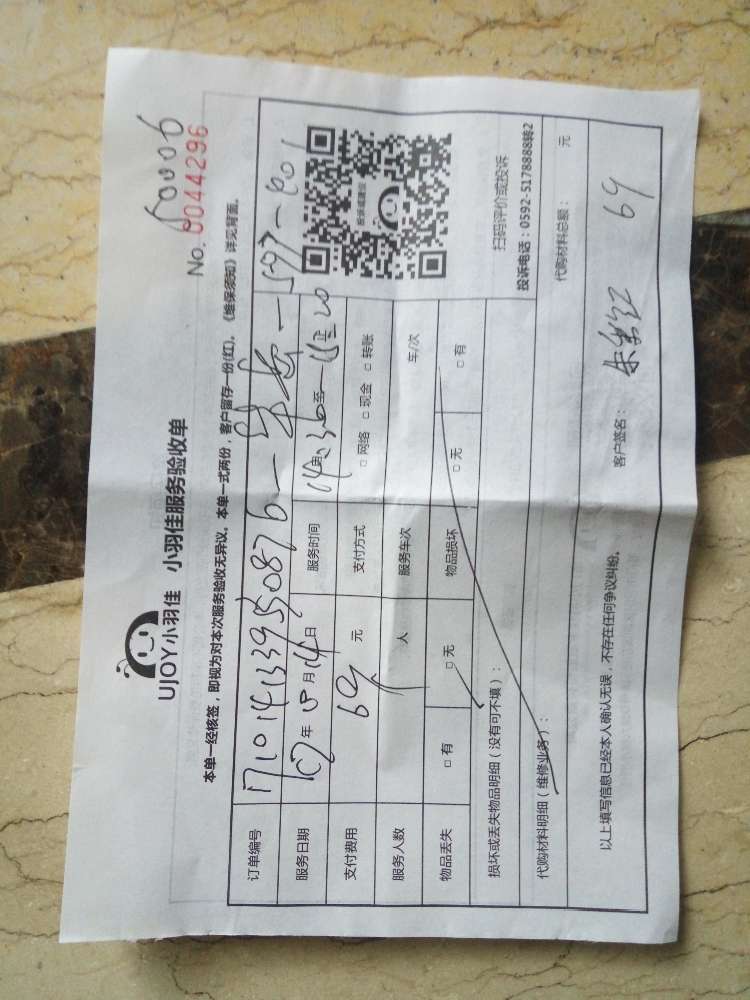 50006
UJOY小羽佳 小羽佳服务验收单
No. 0044296
本单一经核签，即视为对本次服务验收无异议。本单一式两份，客户留存一份(红)。《维保须知》详见背面。
订单编号 171014133950876
服务日期 年 月 14 日 服务时间 至
支付费用 69 元 支付方式 □ 网络 □ 现金 □ 转账
服务人数 1 人 服务车次 车/次
物品丢失 □ 有 □ 无 物品损坏 □ 无 □ 有
扫码评价或投诉
投诉电话：0592-5178888转2
损坏或丢失物品明细（没有可不填）：
代购材料明细（维修业务）： 代购材料总额： 元
以上填写信息已经本人确认无误，不存在任何争议纠纷。
客户签名： 69